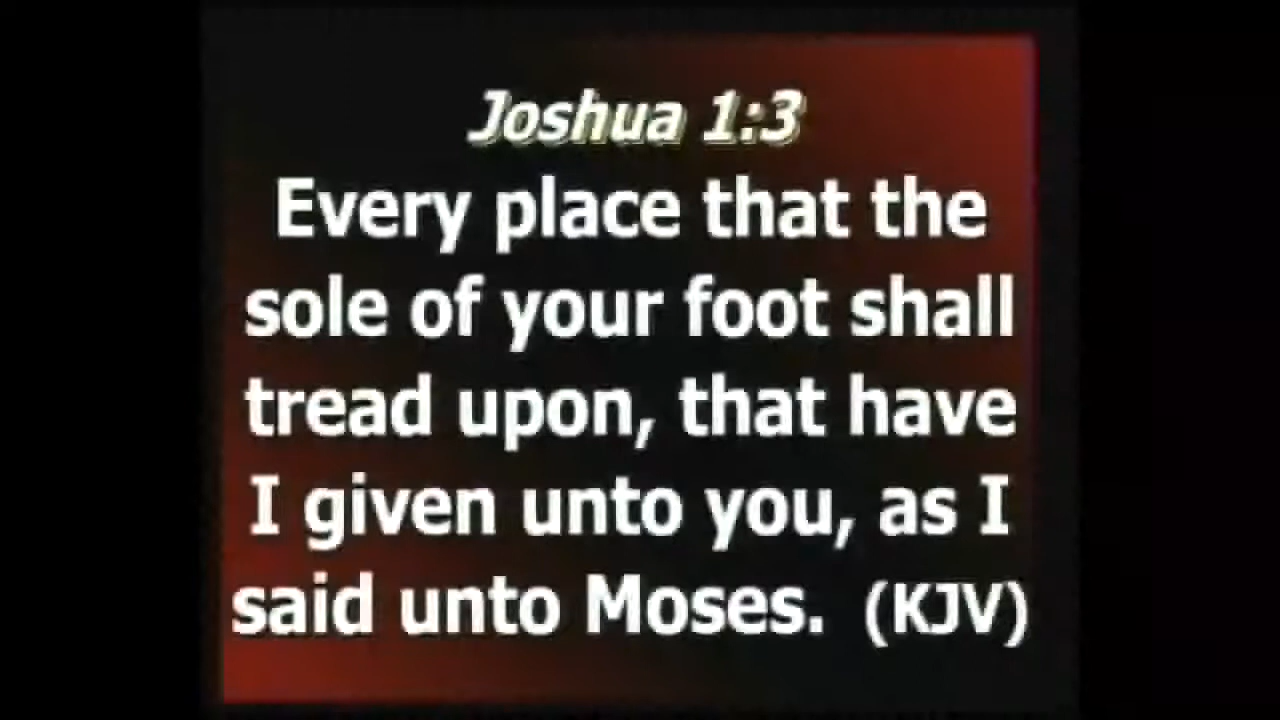 Joshua 1:3
Every place that the
sole of your foot shall
tread upon, that have
I given unto you, as I
said unto Moses. (KJV)